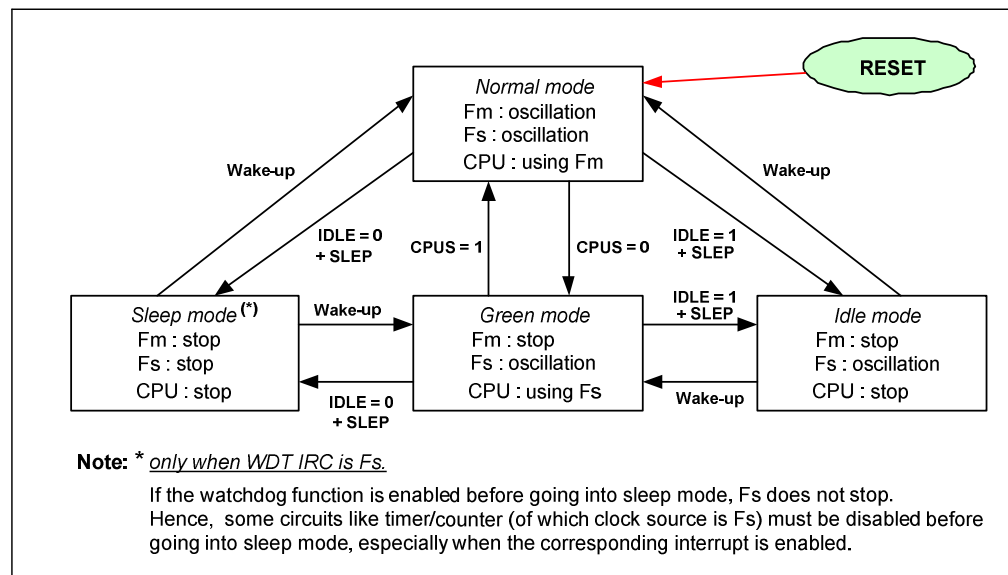 RESET
Normal mode
Fm : oscillation
Fs : oscillation
CPU : using Fm
Wake-up
Wake-up
IDLE = 0
+ SLEP
CPUS = 1
CPUS = 0
IDLE = 1
+ SLEP
Sleep mode (*)
Fm : stop
Fs : stop
CPU : stop
Wake-up
IDLE = 0
+ SLEP
Green mode
Fm : stop
Fs : oscillation
CPU : using Fs
IDLE = 1
+ SLEP
Wake-up
Idle mode
Fm : stop
Fs : oscillation
CPU : stop
Note: * only when WDT IRC is Fs.
If the watchdog function is enabled before going into sleep mode, Fs does not stop.
Hence, some circuits like timer/counter (of which clock source is Fs) must be disabled before
going into sleep mode, especially when the corresponding interrupt is enabled.